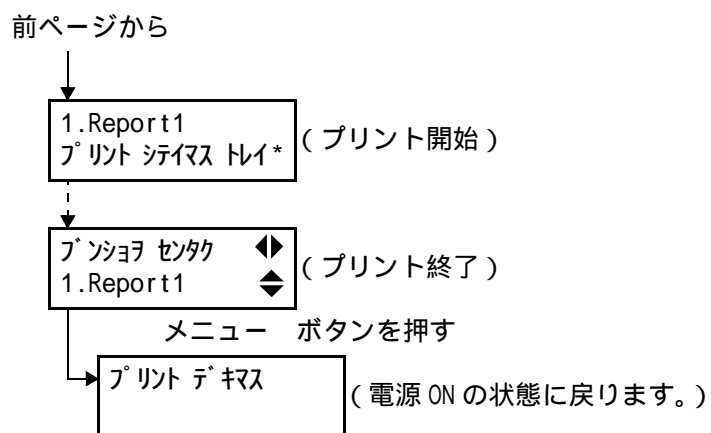 前ページから
1.Report1
プリント シテイマス トレイ*
(プリント開始)
ブンショヲ センタク
1.Report1
(プリント終了)
メニュー ボタンを押す
プリント デキマス
(電源 ON の状態に戻ります。)